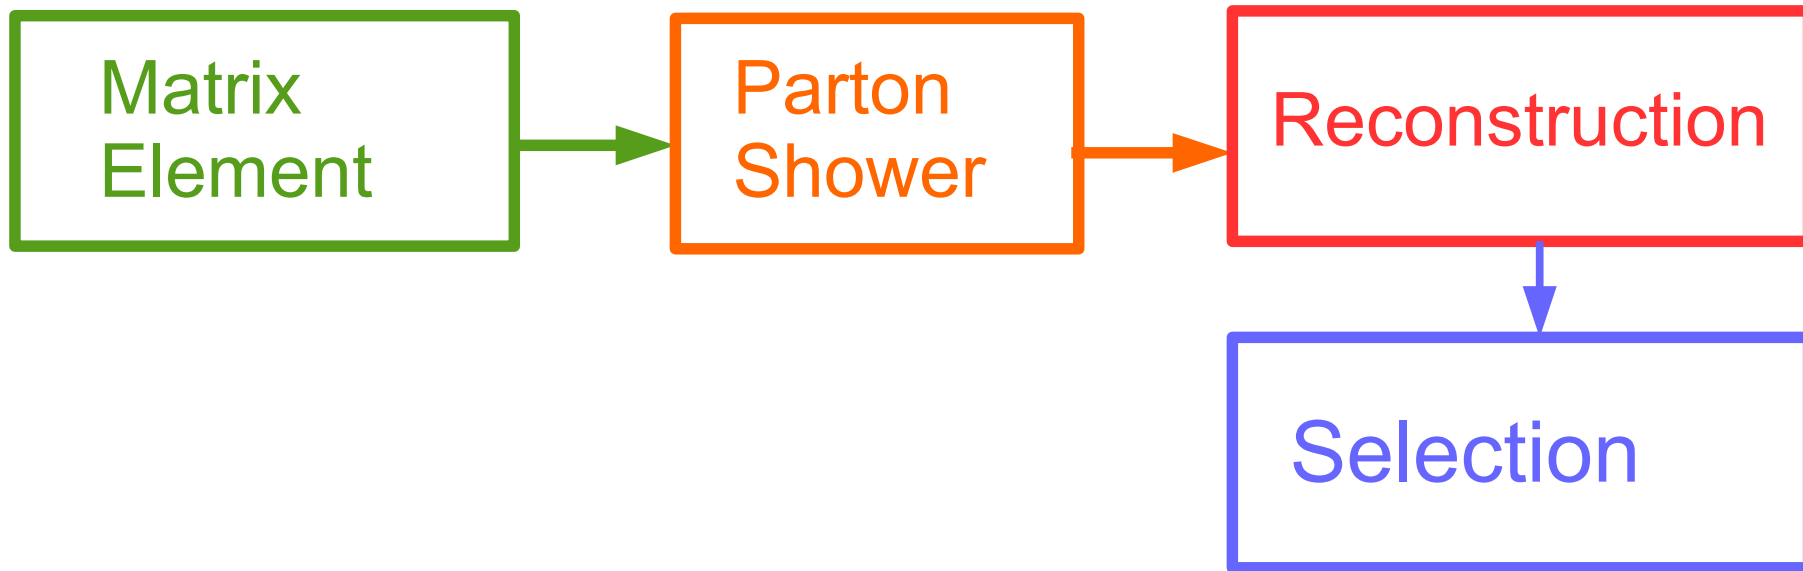 Matrix
Element
Parton
Shower
Reconstruction
Selection